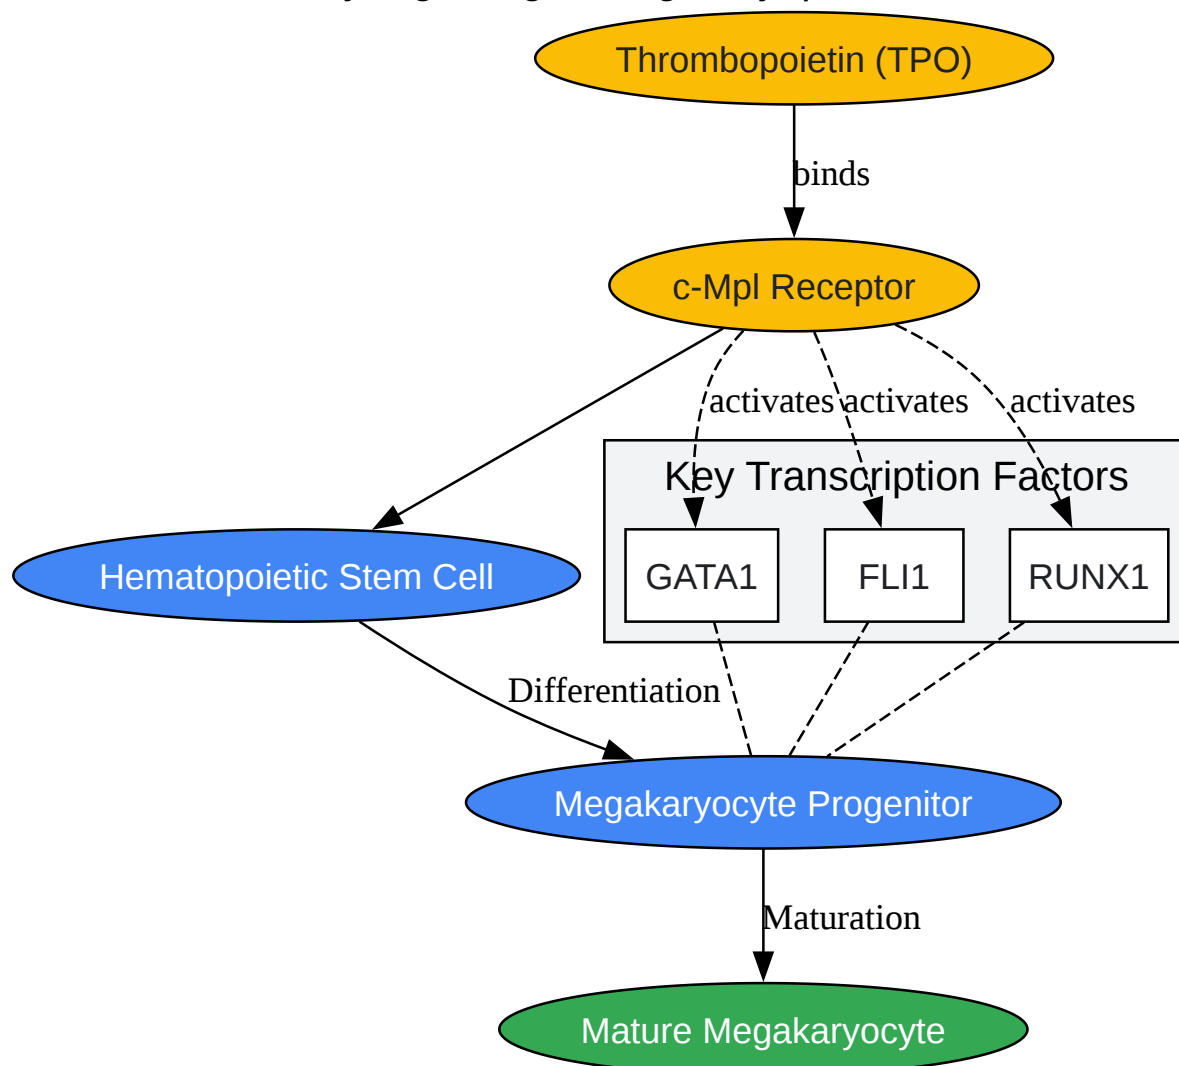 Thrombopoietin (TPO)
binds
c-Mpl Receptor
activates activates activates
Key Transcription Factors
Hematopoietic Stem Cell
GATA1 FLI1 RUNX1
Differentiation
Megakaryocyte Progenitor
Maturation
Mature Megakaryocyte